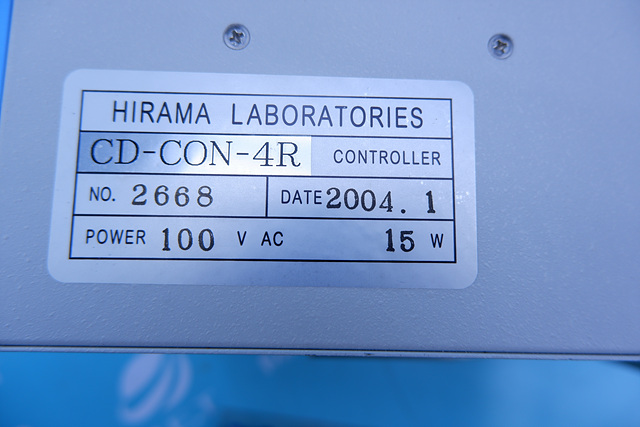 HIRAMA LABORATORIES
CD-CON-4R CONTROLLER
NO. 2668 DATE 2004. 1
POWER 100 V AC 15 W